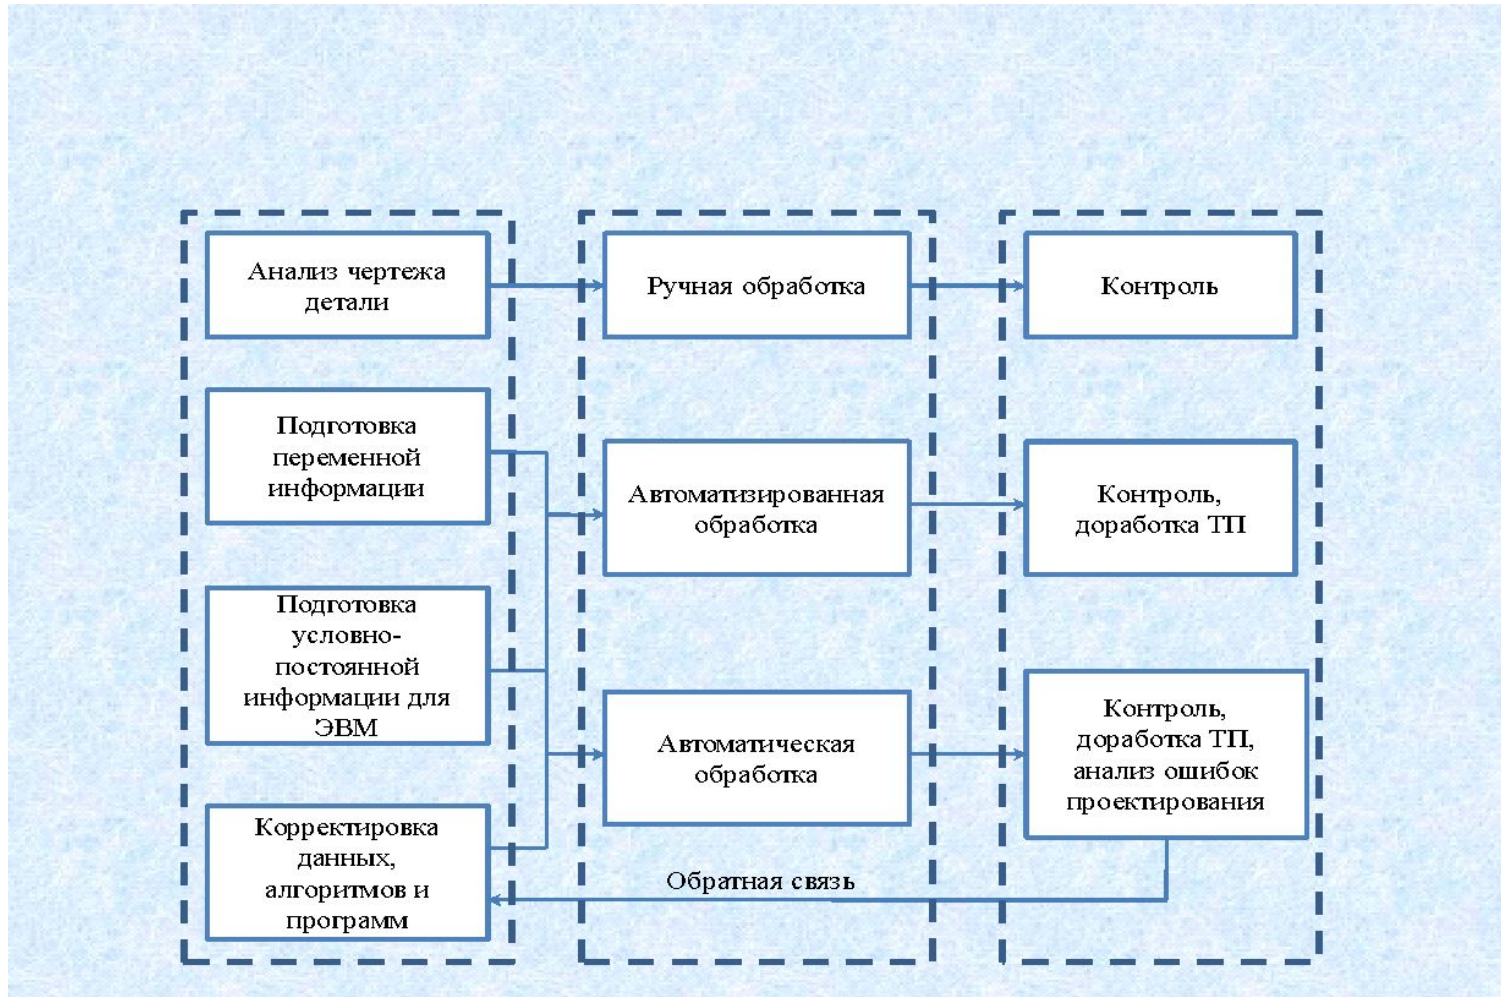 Анализ чертежа
детали
Ручная обработка
Контроль
Подготовка
переменной
информации
Автоматизированная
обработка
Контроль,
доработка ТП
Подготовка
условно-
постоянной
информации для
ЭВМ
Автоматическая
обработка
Контроль,
доработка ТП,
анализ ошибок
проектирования
Корректировка
данных,
алгоритмов и
программ
Обратная связь